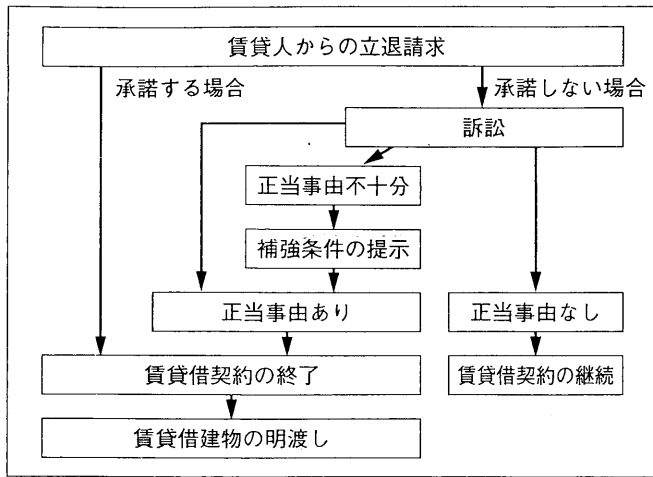 賃貸人からの立退請求
承諾する場合
承諾しない場合
訴訟
正当事由不十分
補強条件の提示
正当事由あり
正当事由なし
賃貸借契約の終了
賃貸借契約の継続
賃貸借建物の明渡し